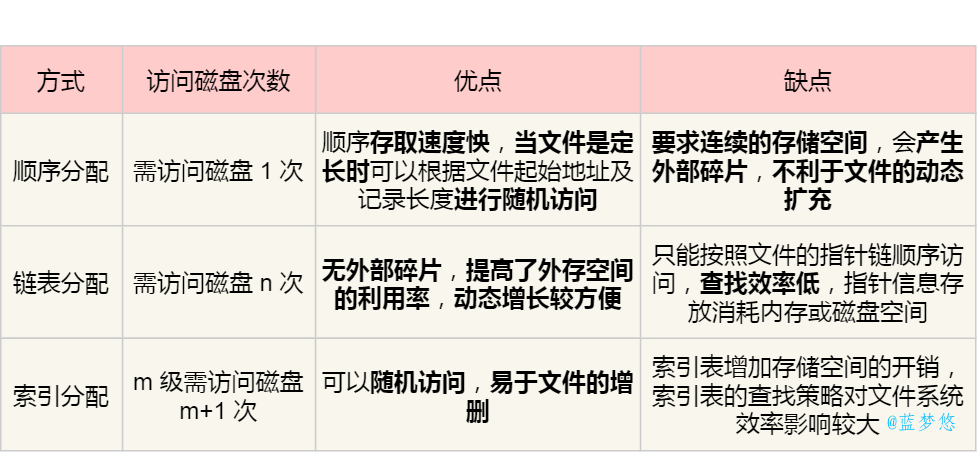 方式 访问磁盘次数 优点 缺点
顺序分配
需访问磁盘 1 次
顺序存取速度快，当文件是定
长时可以根据文件起始地址及
记录长度进行随机访问
要求连续的存储空间，会产生
外部碎片，不利于文件的动态
扩充
链表分配
需访问磁盘 n 次
无外部碎片，提高了外存空间
的利用率，动态增长较方便
只能按照文件的指针链顺序访
问，查找效率低，指针信息存
放消耗内存或磁盘空间
索引分配
m 级需访问磁盘
m+1 次
可以随机访问，易于文件的增
删
索引表增加存储空间的开销，
索引表的查找策略对文件系统
效率影响较大
@蓝梦悠